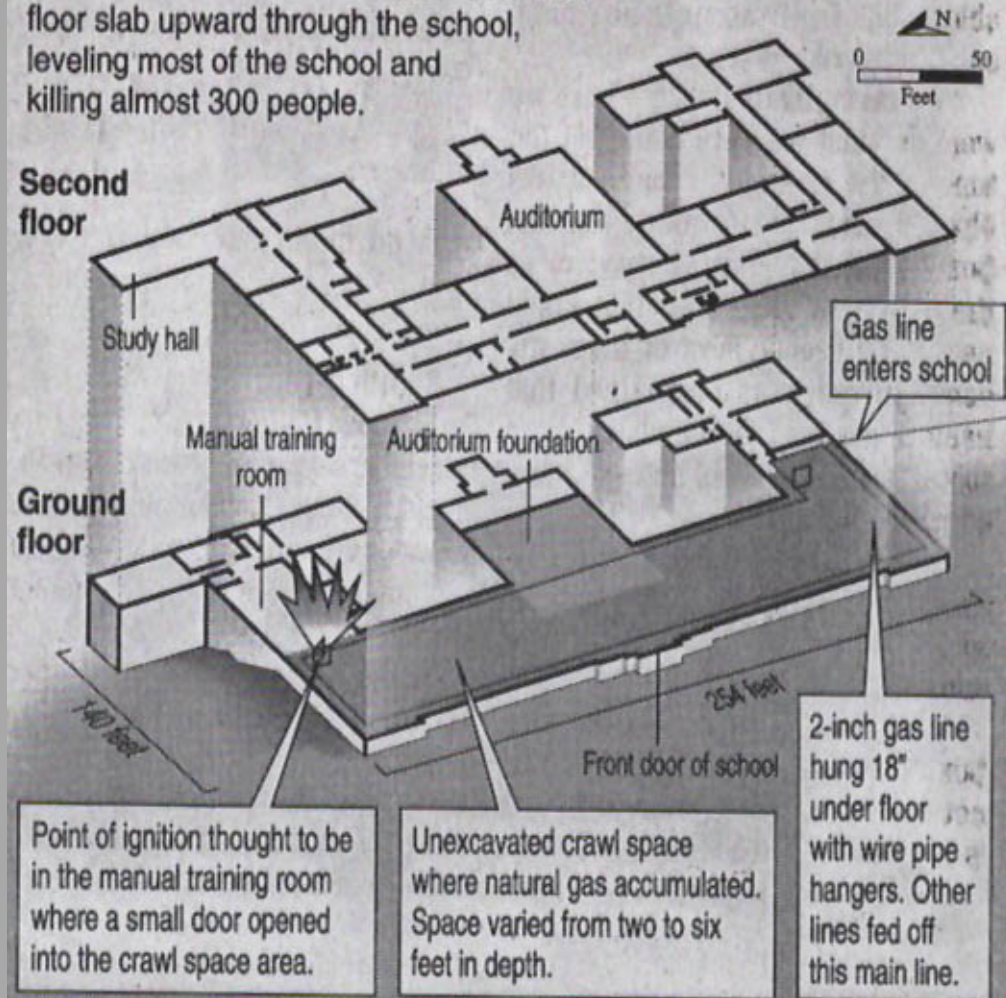 floor slab upward through the school,
leveling most of the school and
killing almost 300 people.
N
0 50
Feet
Second
floor
Auditorium
Study hall
Gas line
enters school
Manual training
room
Auditorium foundation
Ground
floor
254 feet
140 feet
Front door of school
Point of ignition thought to be
in the manual training room
where a small door opened
into the crawl space area.
Unexcavated crawl space
where natural gas accumulated.
Space varied from two to six
feet in depth.
2-inch gas line
hung 18"
under floor
with wire pipe
hangers. Other
lines fed off
this main line.